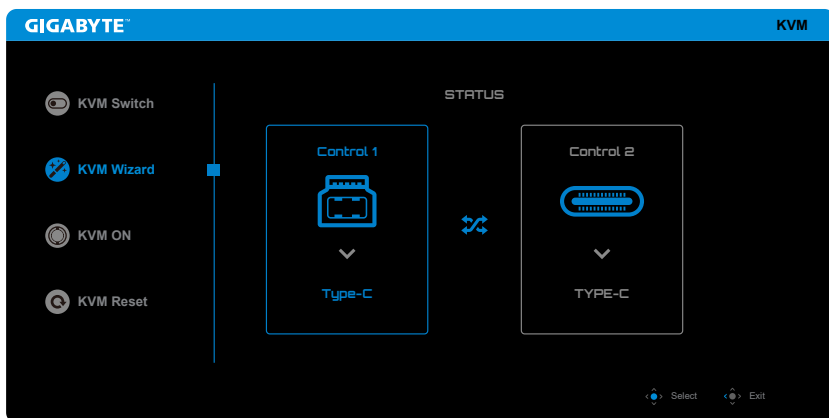 GIGABYTE™
KVM
KVM Switch
KVM Wizard
KVM ON
KVM Reset
STATUS
Control 1
Type-C
Control 2
TYPE-C
Select
Exit